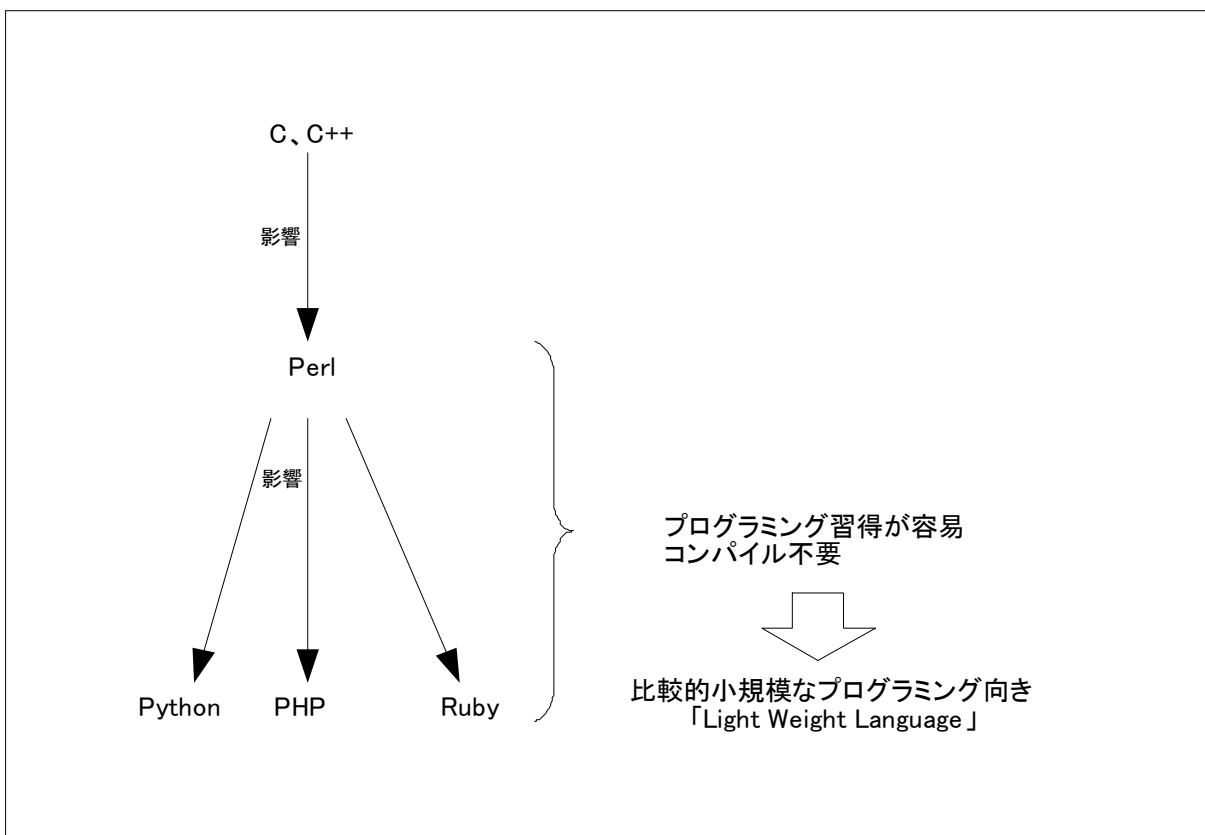 C、C++
影響
Perl
影響
Python
PHP
Ruby
プログラミング習得が容易
コンパイル不要
比較的小規模なプログラミング向き
「Light Weight Language」